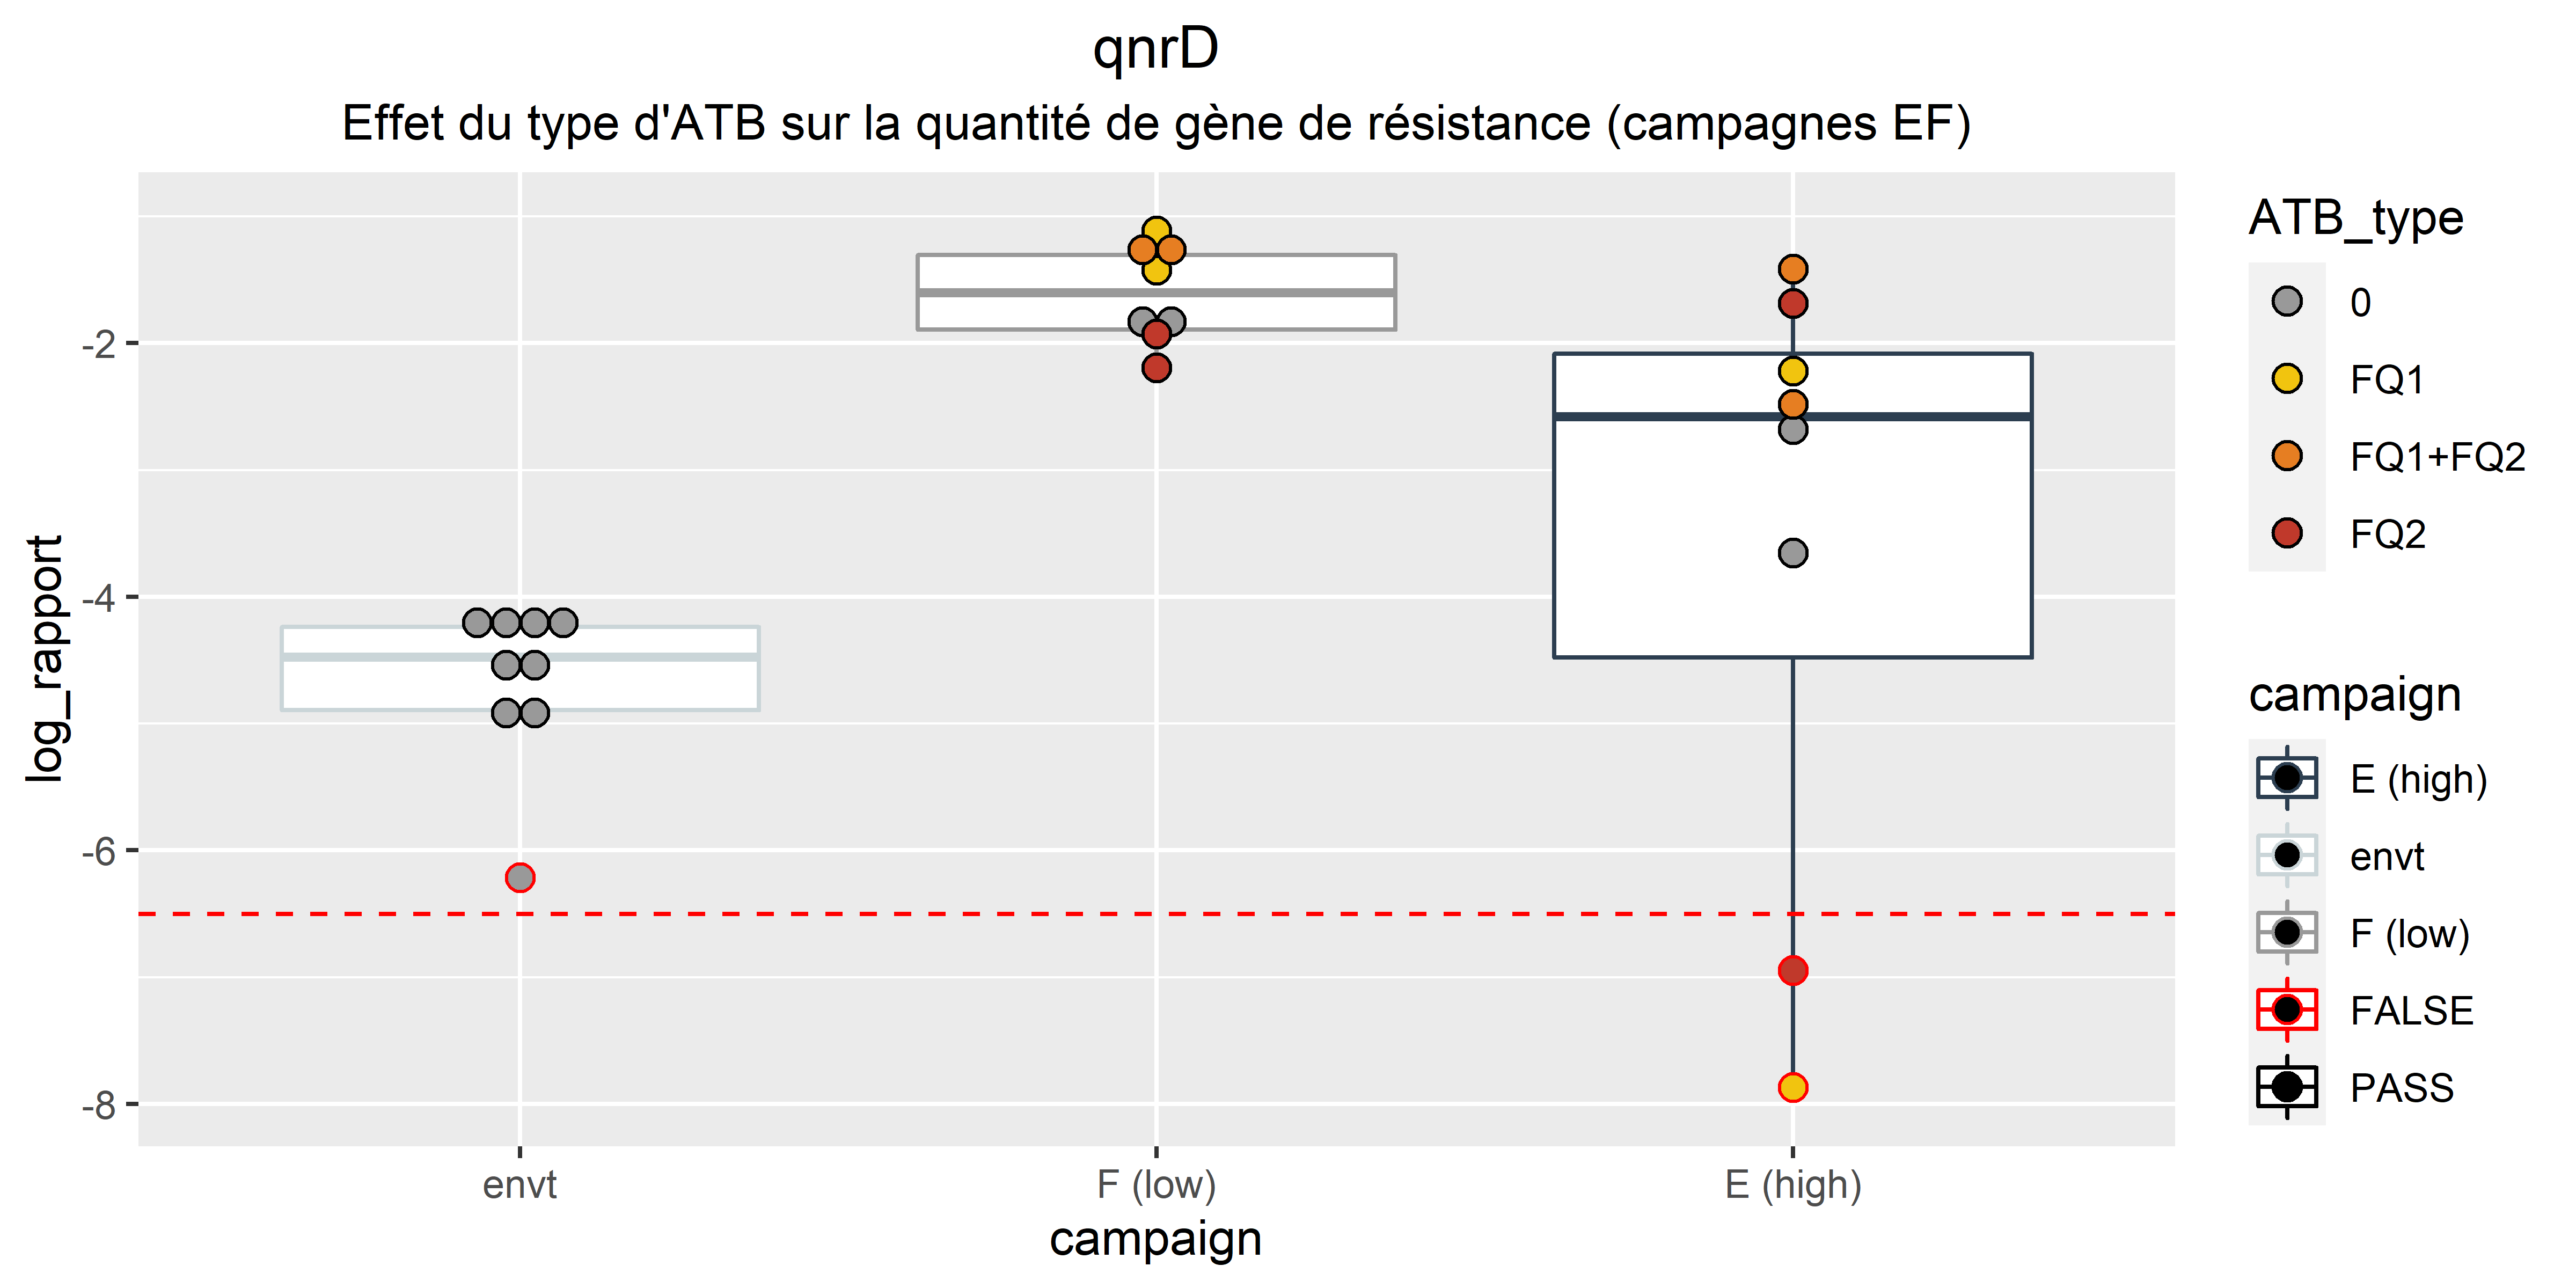 qnrD
Effet du type d'ATB sur la quantité de gène de résistance (campagnes EF)
log_rapport
-2
-4
-6
-8
envt
F (low)
E (high)
campaign
ATB_type
0
FQ1
FQ1+FQ2
FQ2
campaign
E (high)
envt
F (low)
FALSE
PASS